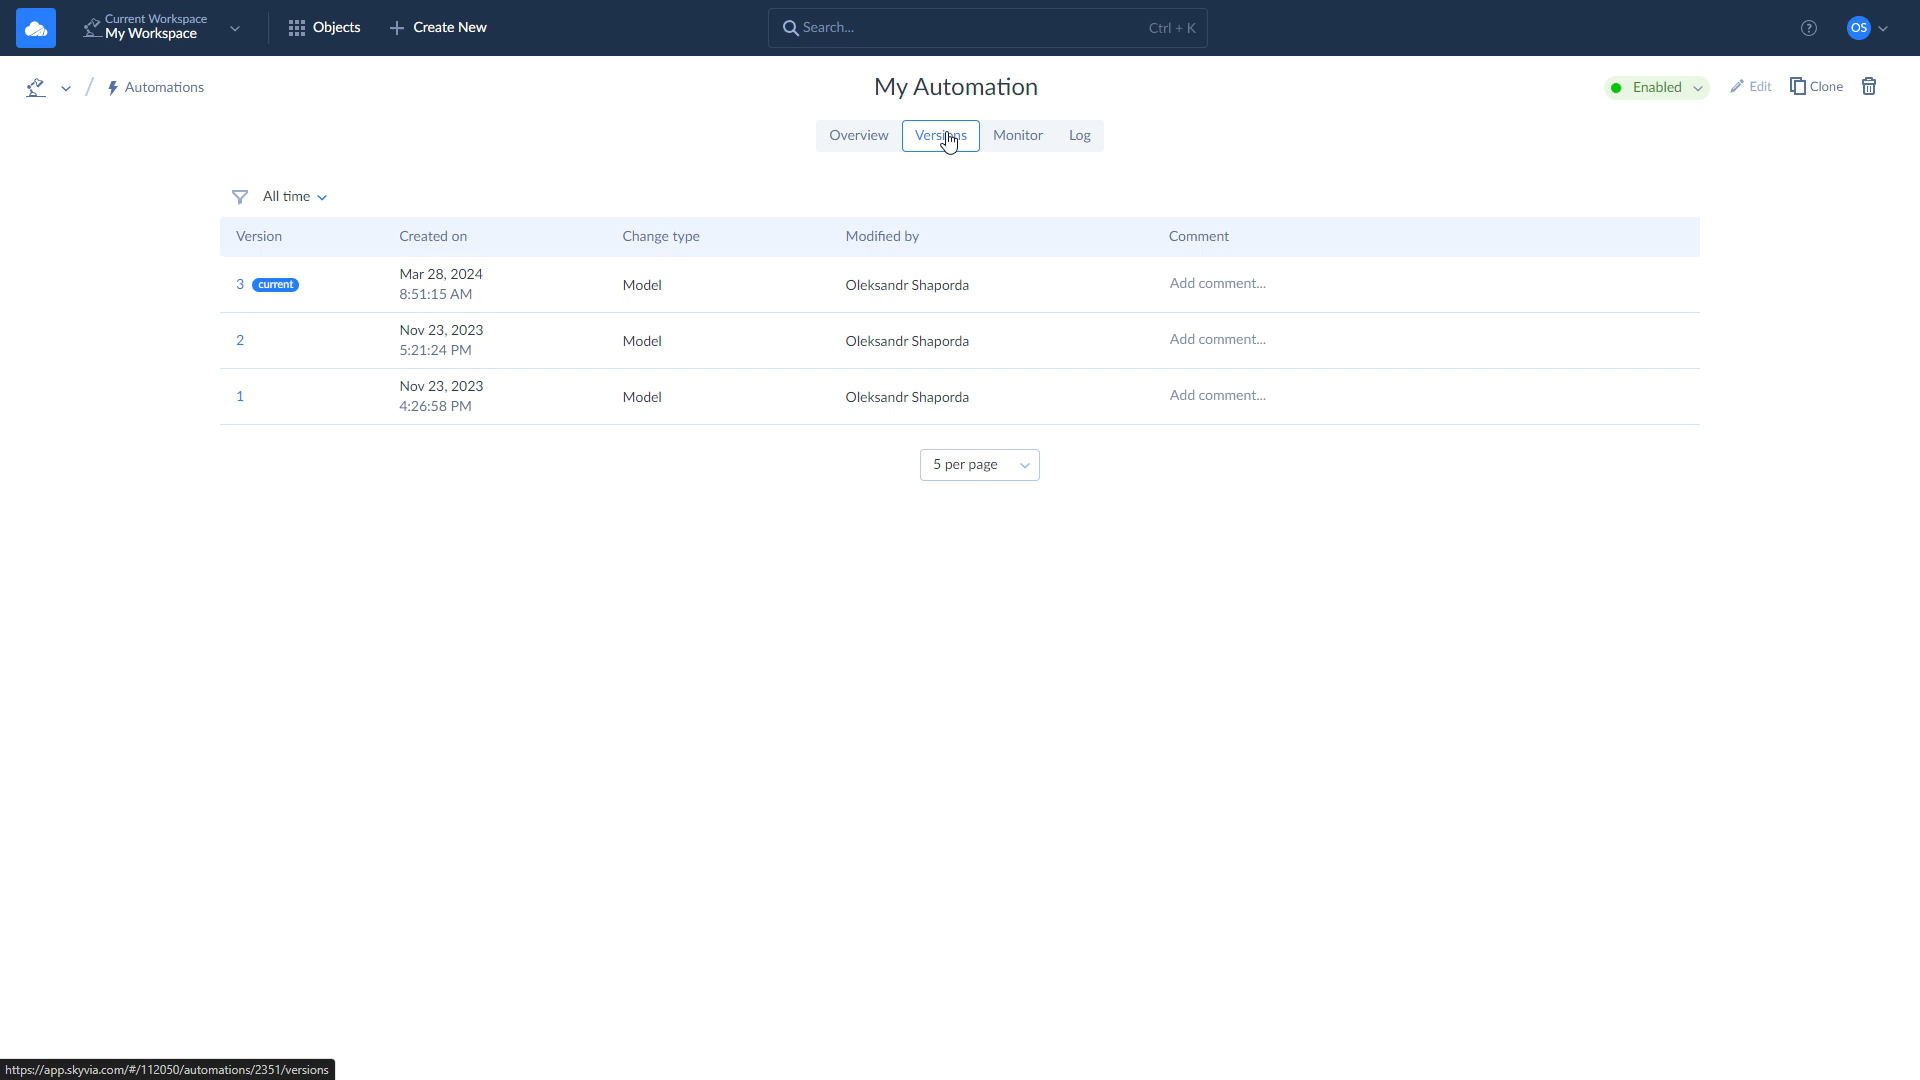 Current Workspace
My Workspace
Objects
Create New
Search...
Ctrl + K
OS
Automations
My Automation
Enabled
Edit
Clone
Overview
Versions
Monitor
Log
All time
Version
Created on
Change type
Modified by
Comment
3 current
Mar 28, 2024
8:51:15 AM
Model
Oleksandr Shaporda
Add comment...
2
Nov 23, 2023
5:21:24 PM
Model
Oleksandr Shaporda
Add comment...
1
Nov 23, 2023
4:26:58 PM
Model
Oleksandr Shaporda
Add comment...
5 per page
https://app.skyvia.com/#/112050/automations/2351/versions